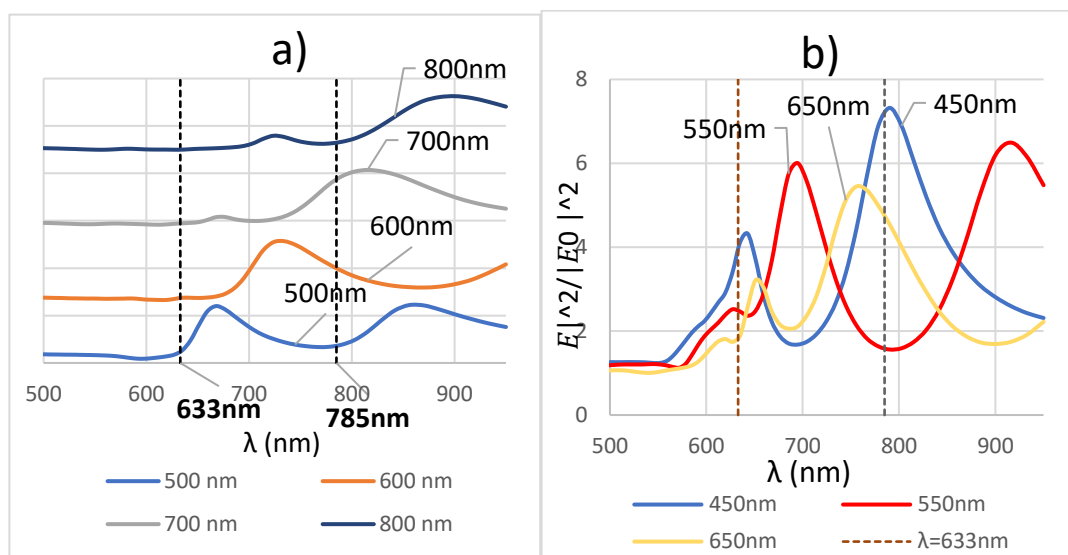 a)
800nm
700nm
600nm
500nm
500 600 700 800 900
633nm 785nm
λ (nm)
500 nm 600 nm
700 nm 800 nm
b)
8
6
4
2
0
E|^2/|E0 |^2
450nm
650nm
550nm
500 600 700 800 900
λ (nm)
450nm 550nm
650nm λ=633nm